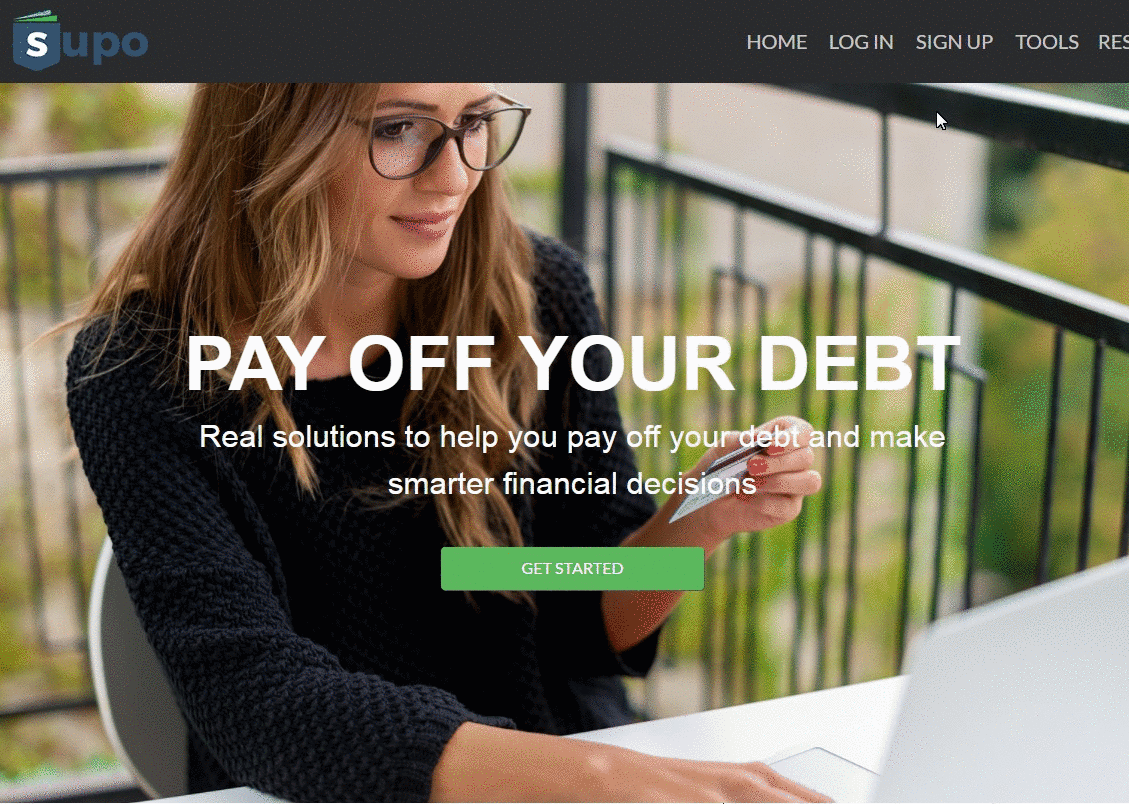 supo
HOME LOG IN SIGN UP TOOLS RES
PAY OFF YOUR DEBT
Real solutions to help you pay off your debt and make
smarter financial decisions
GET STARTED